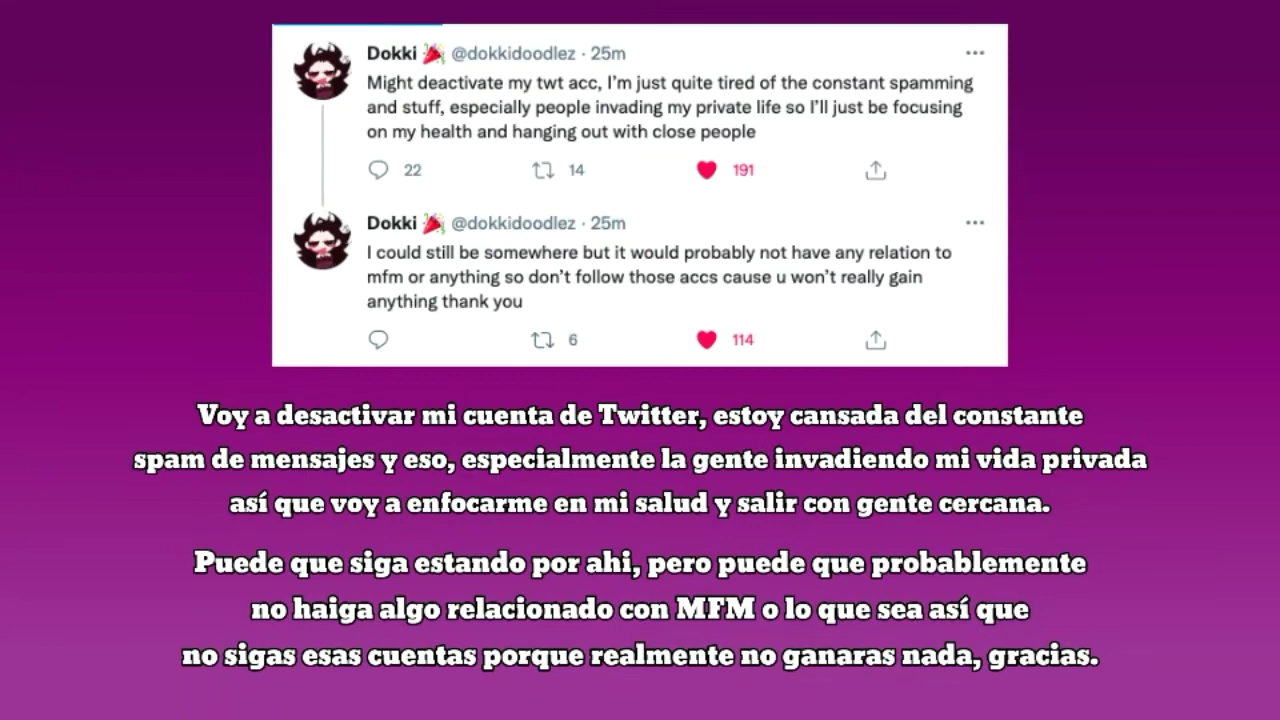 Dokki 🎉 @dokkidoodlez · 25m
Might deactivate my twt acc, I'm just quite tired of the constant spamming
and stuff, especially people invading my private life so I'll just be focusing
on my health and hanging out with close people
22 14 191
Dokki 🎉 @dokkidoodlez · 25m
I could still be somewhere but it would probably not have any relation to
mfm or anything so don't follow those accs cause u won't really gain
anything thank you
6 114
Voy a desactivar mi cuenta de Twitter, estoy cansada del constante
spam de mensajes y eso, especialmente la gente invadiendo mi vida privada
así que voy a enfocarme en mi salud y salir con gente cercana.
Puede que siga estando por ahi, pero puede que probablemente
no haiga algo relacionado con MFM o lo que sea así que
no sigas esas cuentas porque realmente no ganaras nada, gracias.